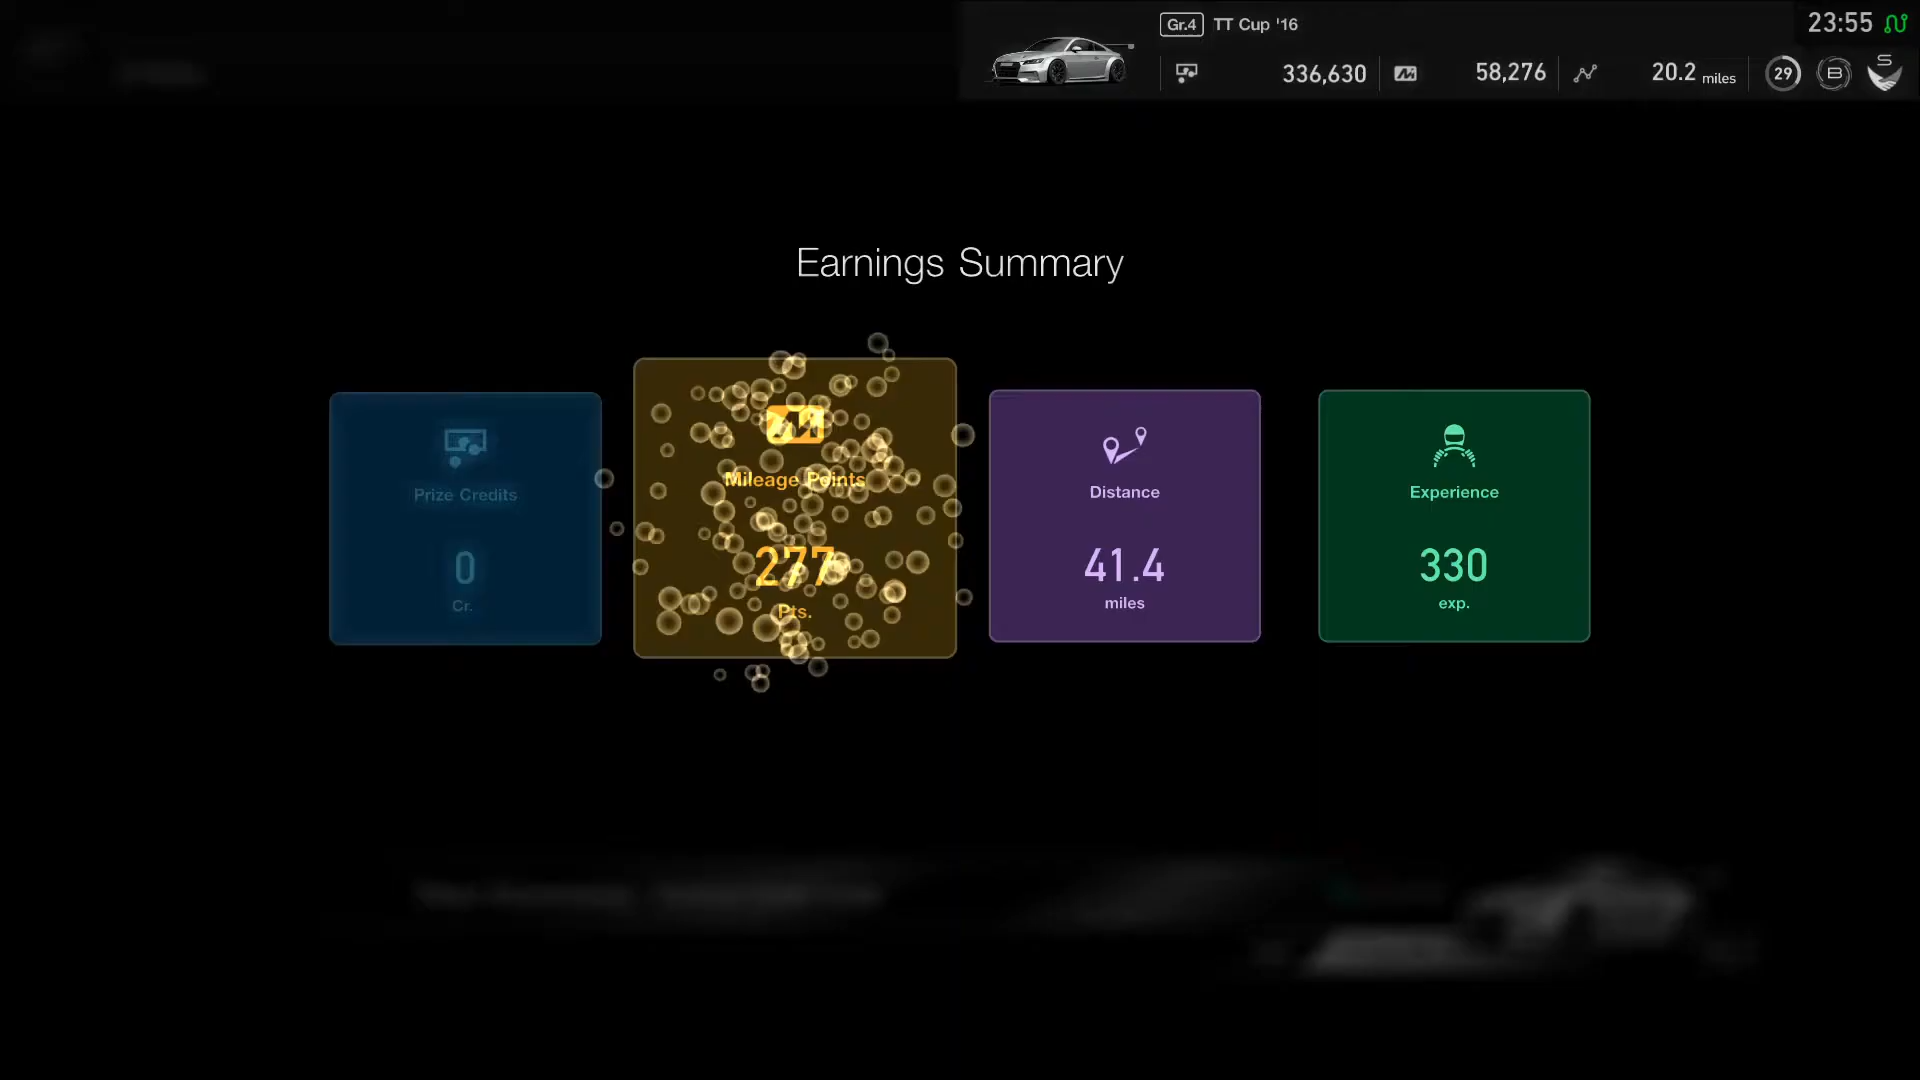 Gr.4 TT Cup '16
23:55
336,630
58,276
20.2 miles
29
B
S
Earnings Summary
Prize Credits
0
Cr.
Mileage Points
277
Pts.
Distance
41.4
miles
Experience
330
exp.